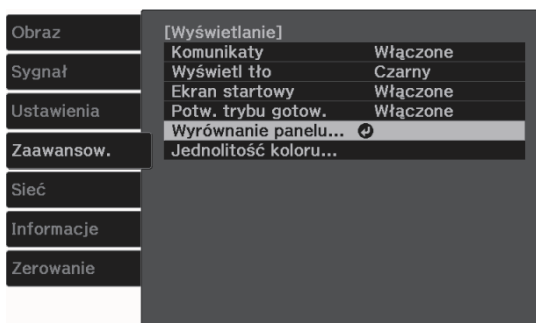 Obraz
Sygnał
Ustawienia
Zaawansow.
Sieć
Informacje
Zerowanie
[Wyświetlanie]
Komunikaty Włączone
Wyświetl tło Czarny
Ekran startowy Włączone
Potw. trybu gotow. Włączone
Wyrównanie panelu...
Jednolitość koloru...